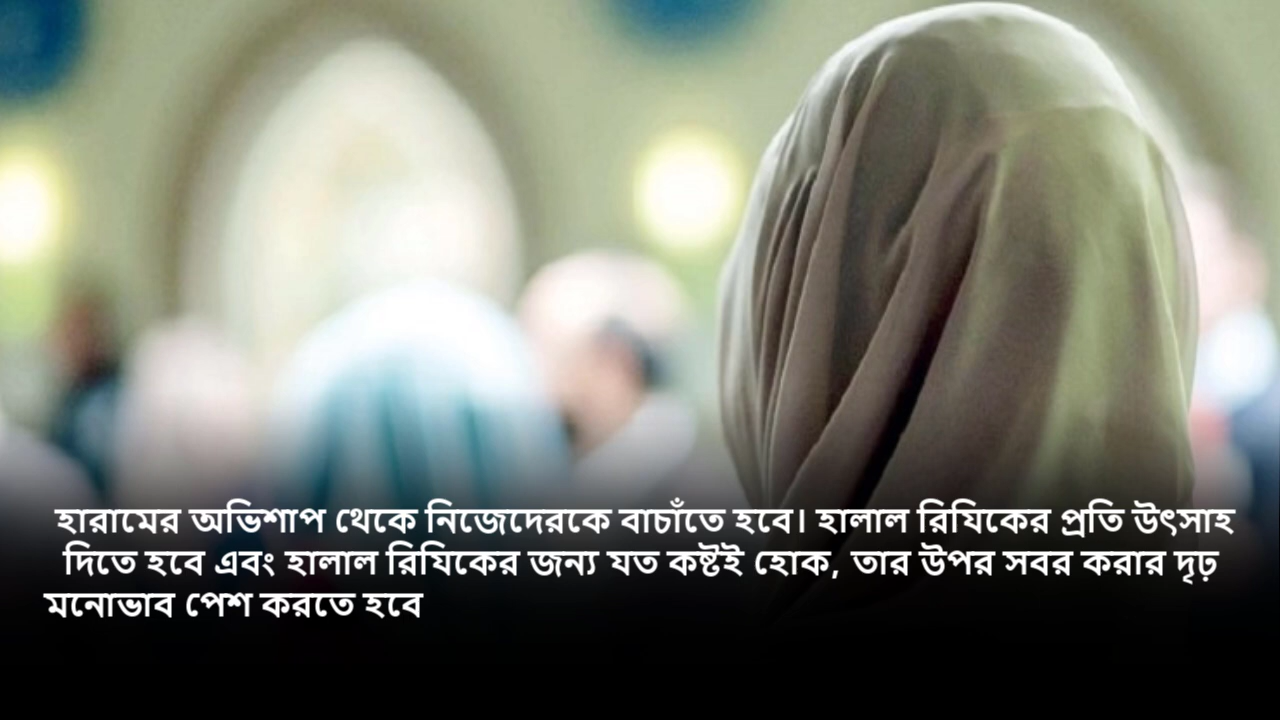 হারামের অভিশাপ থেকে নিজেদেরকে বাচাঁতে হবে। হালাল রিযিকের প্রতি উৎসাহ
দিতে হবে এবং হালাল রিযিকের জন্য যত কষ্টই হোক, তার উপর সবর করার দৃঢ়
মনোভাব পেশ করতে হবে